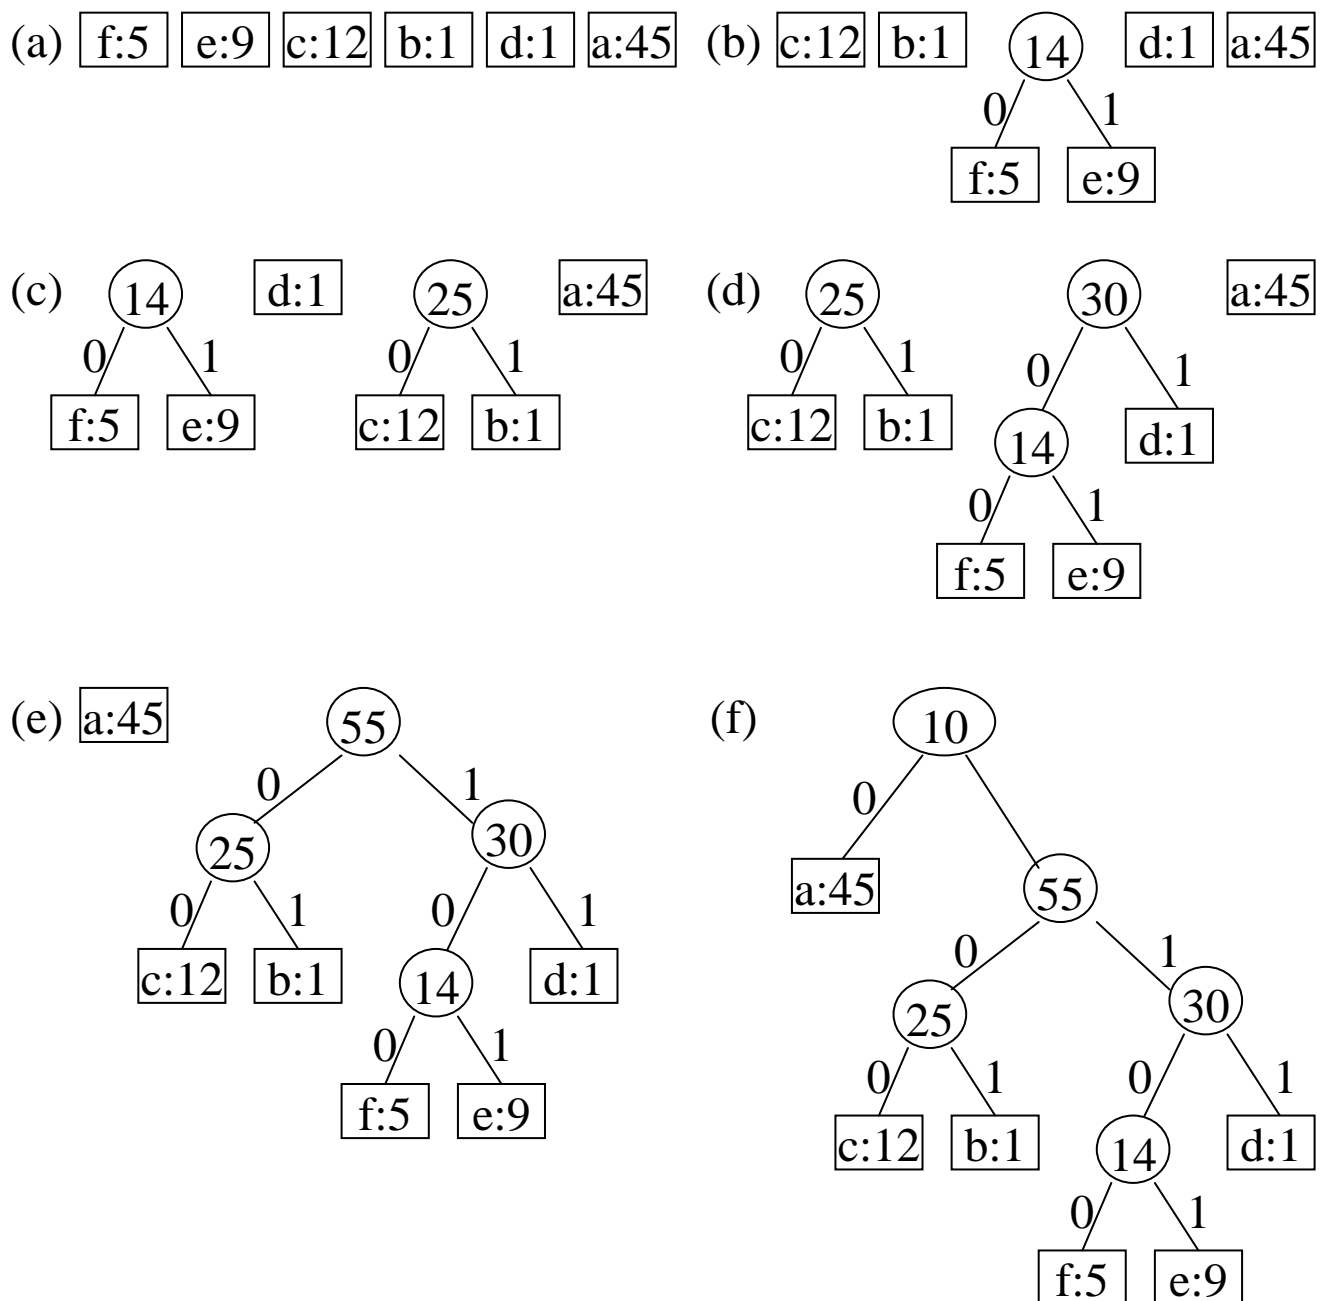 (a) f:5 e:9 c:12 b:1 d:1 a:45
(b) c:12 b:1 14 d:1 a:45
0 1
f:5 e:9
(c) 14 d:1 25 a:45
0 1 0 1
f:5 e:9 c:12 b:1
(d) 25 30 a:45
0 1 0 1
c:12 b:1 14 d:1
0 1
f:5 e:9
(e) a:45 55
0 1
25 30
0 1 0 1
c:12 b:1 14 d:1
0 1
f:5 e:9
(f) 10
0
a:45 55
0 1
25 30
0 1 0 1
c:12 b:1 14 d:1
0 1
f:5 e:9